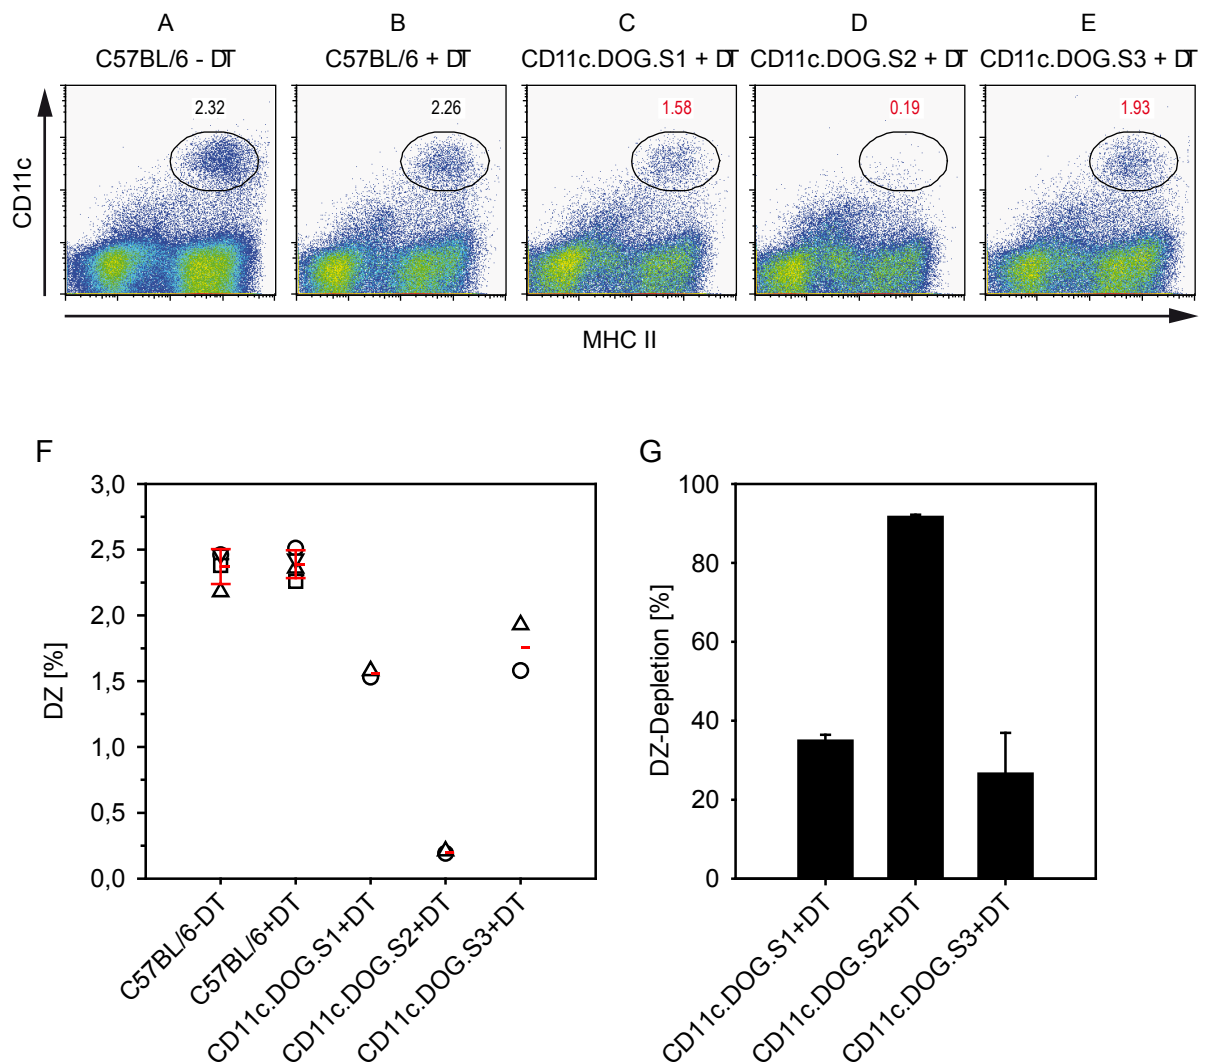 A B C D E
C57BL/6 - DT C57BL/6 + DT CD11c.DOG.S1 + DT CD11c.DOG.S2 + DT CD11c.DOG.S3 + DT
2.32 2.26 1.58 0.19 1.93
CD11c
MHC II
F
3,0
2,5
2,0
1,5
1,0
0,5
0,0
DZ [%]
C57BL/6-DT
C57BL/6+DT
CD11c.DOG.S1+DT
CD11c.DOG.S2+DT
CD11c.DOG.S3+DT
G
100
80
60
40
20
0
DZ-Depletion [%]
CD11c.DOG.S1+DT
CD11c.DOG.S2+DT
CD11c.DOG.S3+DT